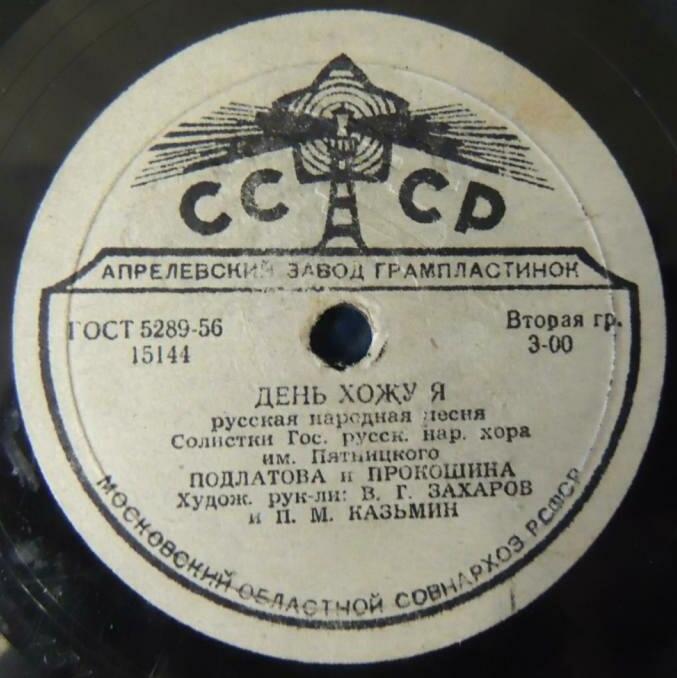 СССР
АПРЕЛЕВСКИЙ ЗАВОД ГРАМПЛАСТИНОК
ГОСТ 5289-56
15144
Вторая гр.
3-00
ДЕНЬ ХОЖУ Я
русская народная песня
Солистки Гос. русск. нар. хора
им. Пятницкого
ПОДЛАТОВА и ПРОКОШИНА
Худож. рук-ли: В. Г. ЗАХАРОВ
и П. М. КАЗЬМИН
МОСКОВСКИЙ ОБЛАСТНОЙ СОВНАРХОЗ РСФСР